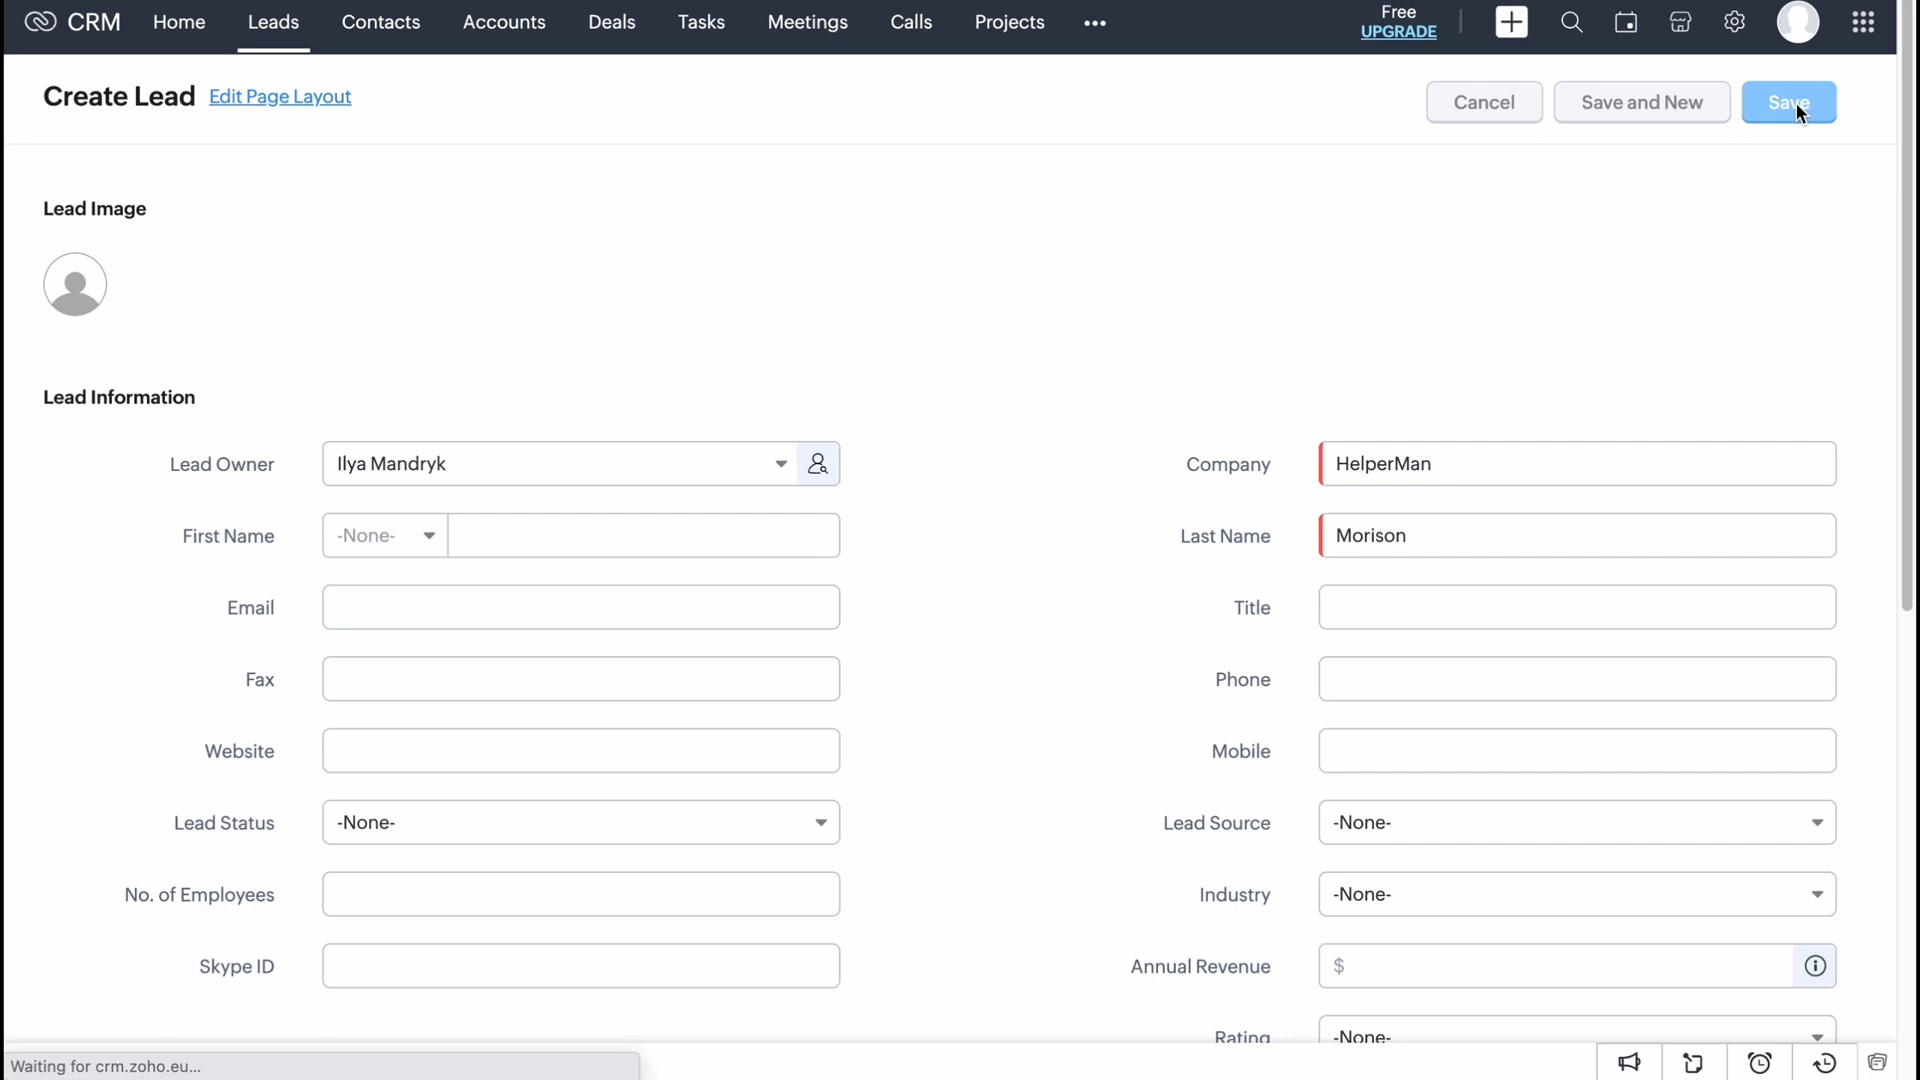 CRM Home Leads Contacts Accounts Deals Tasks Meetings Calls Projects ••• Free
UPGRADE
Create Lead Edit Page Layout Cancel Save and New Save
Lead Image
Lead Information
Lead Owner Ilya Mandryk Company HelperMan
First Name -None- Last Name Morison
Email Title
Fax Phone
Website Mobile
Lead Status -None- Lead Source -None-
No. of Employees Industry -None-
Skype ID Annual Revenue $
Rating -None-
Waiting for crm.zoho.eu...